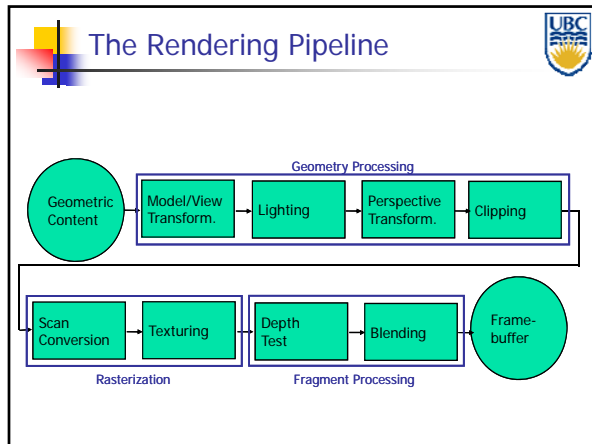 The Rendering Pipeline
UBC
Geometry Processing
Geometric
Content
Model/View
Transform.
Lighting
Perspective
Transform.
Clipping
Scan
Conversion
Texturing
Depth
Test
Blending
Frame-
buffer
Rasterization
Fragment Processing